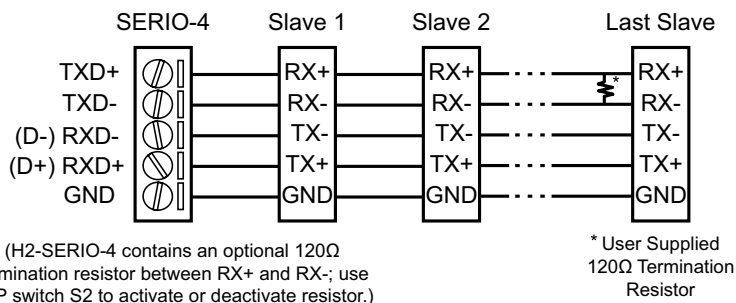 SERIO-4 Slave 1 Slave 2 Last Slave
TXD+ RX+ RX+ RX+
*
TXD- RX- RX- RX-
(D-) RXD- TX- TX- TX-
(D+) RXD+ TX+ TX+ TX+
GND GND GND GND
(H2-SERIO-4 contains an optional 120Ω
mination resistor between RX+ and RX-; use
P switch S2 to activate or deactivate resistor.)
* User Supplied
120Ω Termination
Resistor